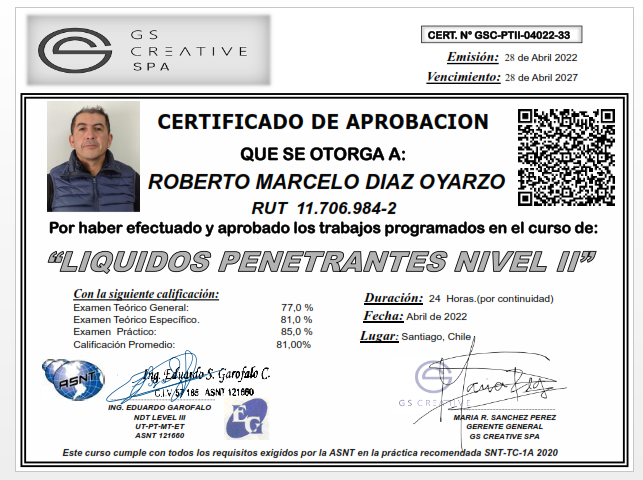 GS
CREATIVE
SPA
CERT. Nº GSC-PTII-04022-33
Emisión: 28 de Abril 2022
Vencimiento: 28 de Abril 2027
CERTIFICADO DE APROBACION
QUE SE OTORGA A:
ROBERTO MARCELO DIAZ OYARZO
RUT 11.706.984-2
Por haber efectuado y aprobado los trabajos programados en el curso de:
“LIQUIDOS PENETRANTES NIVEL II”
Con la siguiente calificación:
Examen Teórico General: 77,0 %
Examen Teórico Específico. 81,0 %
Examen Práctico: 85,0 %
Calificación Promedio: 81,00%
Duración: 24 Horas.(por continuidad)
Fecha: Abril de 2022
Lugar: Santiago, Chile
ASNT
Ing. Eduardo S. Garofalo C.
C.I.V. 57 165 ASNT 121660
ING. EDUARDO GAROFALO
NDT LEVEL III
UT-PT-MT-ET
ASNT 121660
EG
GS CREATIVE
MARIA R. SANCHEZ PEREZ
GERENTE GENERAL
GS CREATIVE SPA
Este curso cumple con todos los requisitos exigidos por la ASNT en la práctica recomendada SNT-TC-1A 2020